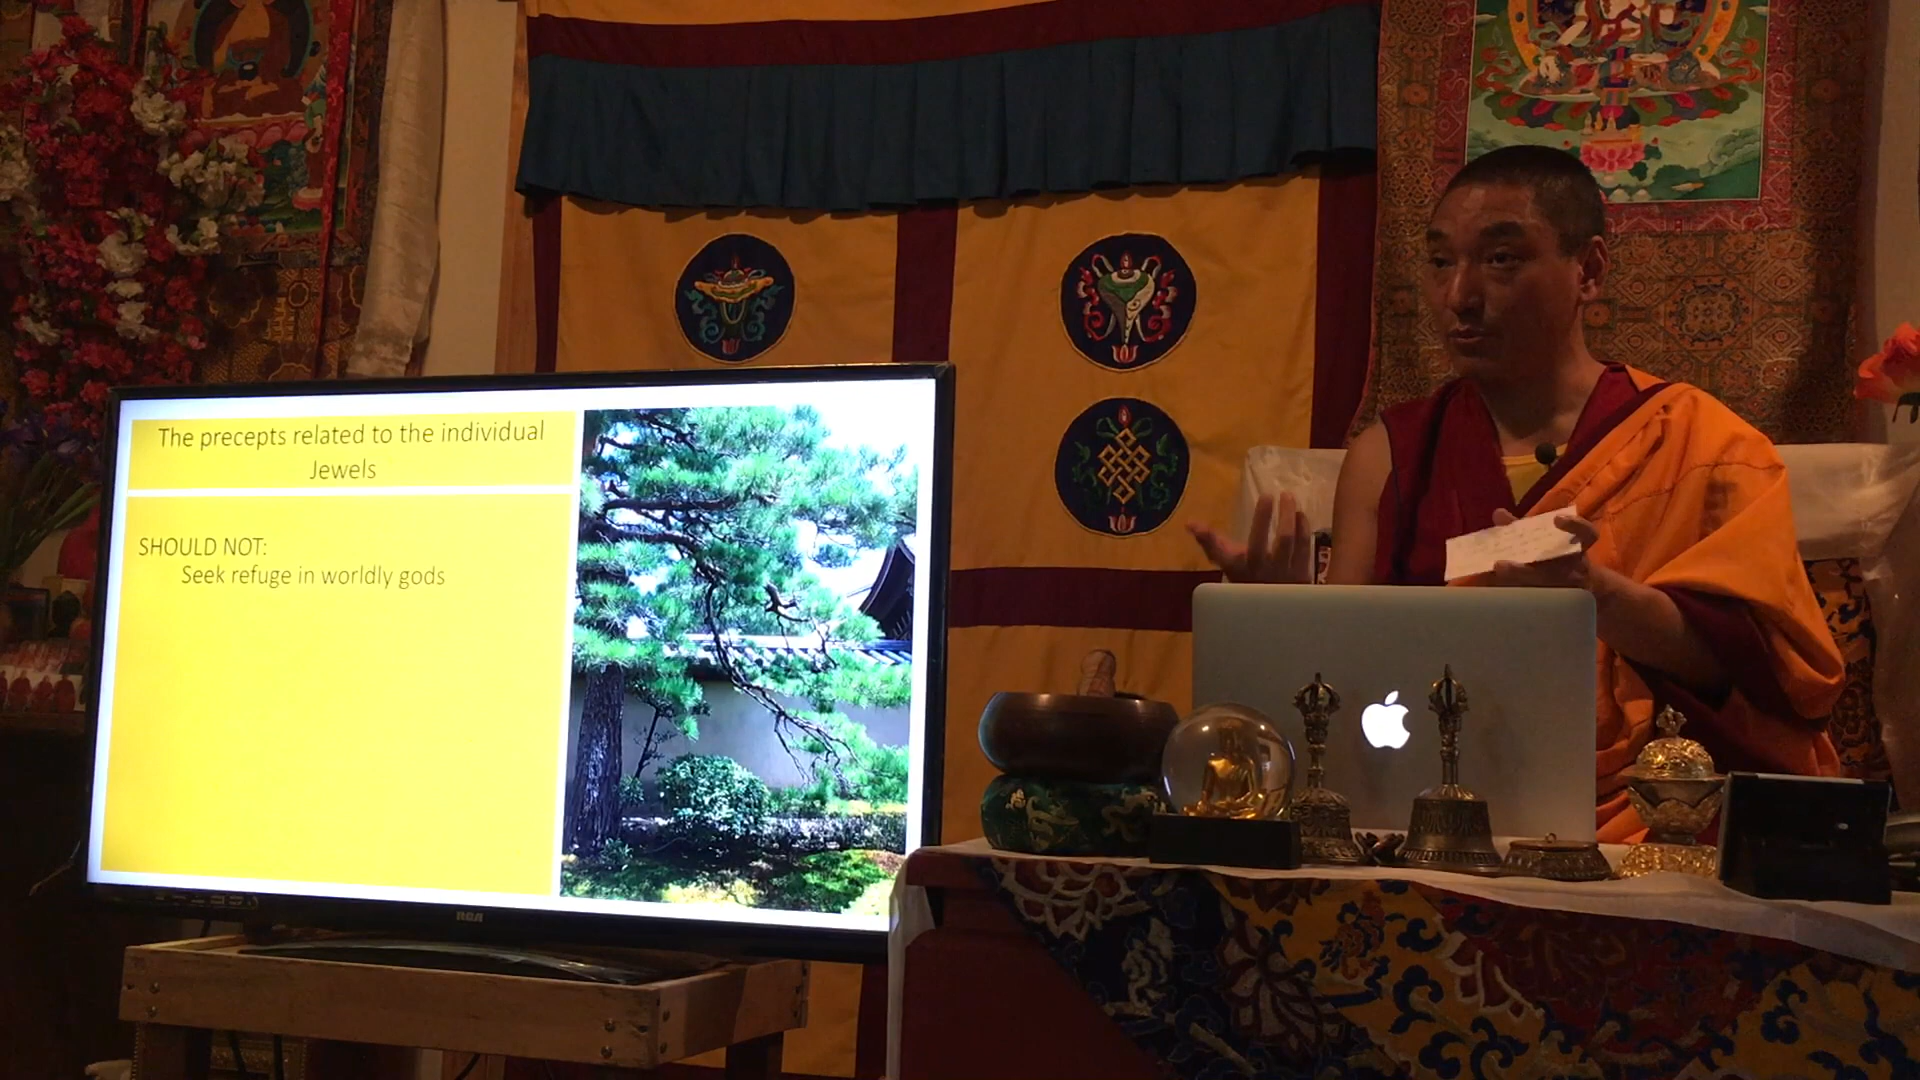 The precepts related to the individual
Jewels
SHOULD NOT:
Seek refuge in worldly gods
RCA